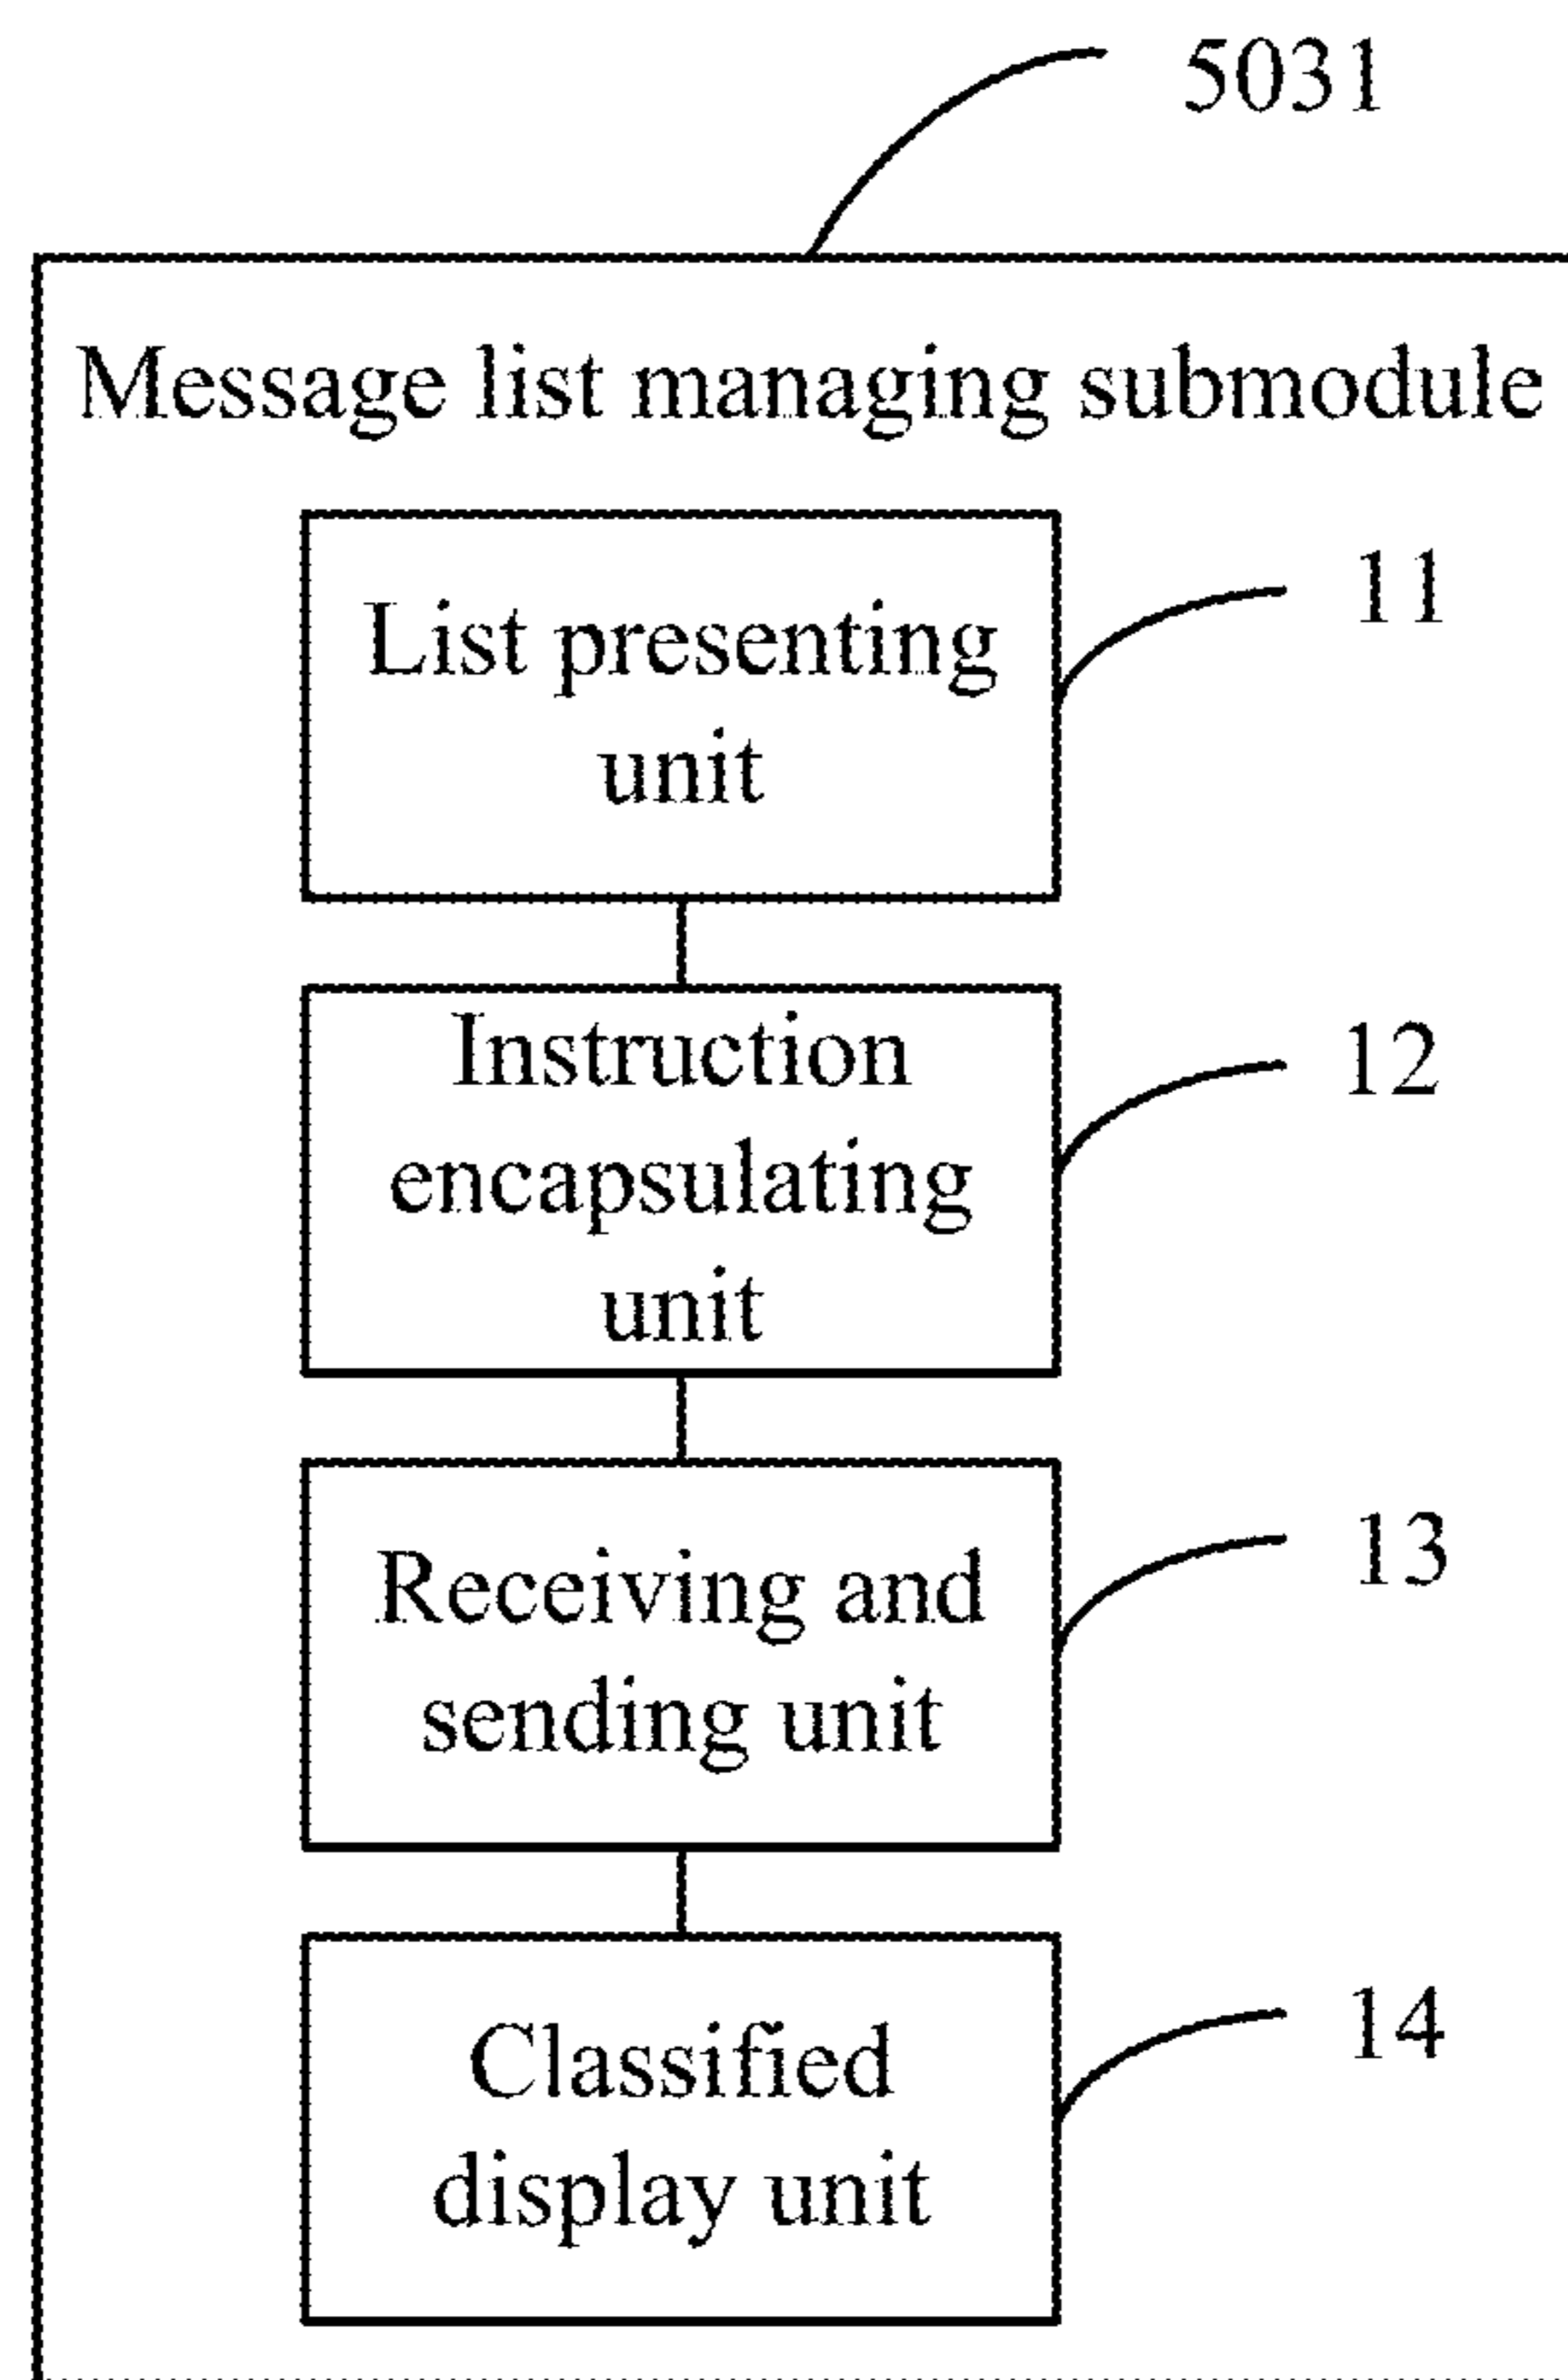 5031
Message list managing submodule
List presenting
unit
11
Instruction
encapsulating
unit
12
Receiving and
sending unit
13
Classified
display unit
14